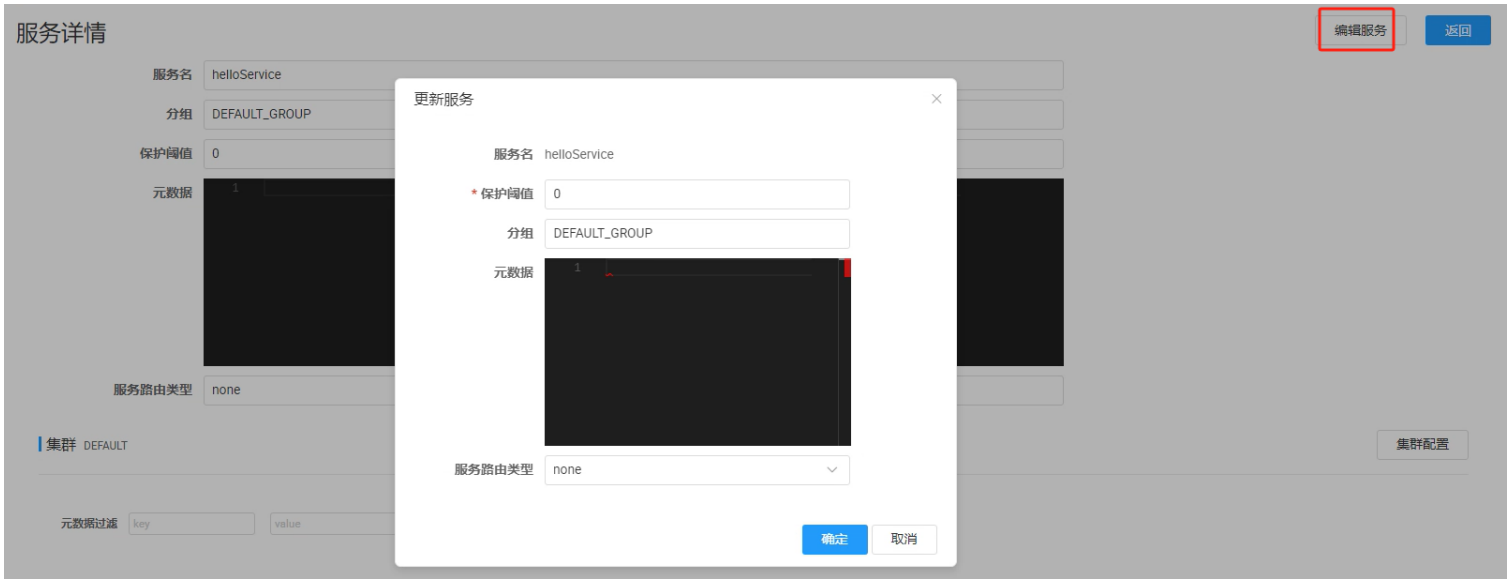 服务详情
编辑服务
返回
服务名 helloService
分组 DEFAULT_GROUP
保护阈值 0
元数据 1
服务路由类型 none
集群 DEFAULT
集群配置
元数据过滤 key value
更新服务
服务名 helloService
* 保护阈值 0
分组 DEFAULT_GROUP
元数据 1
服务路由类型 none
确定 取消